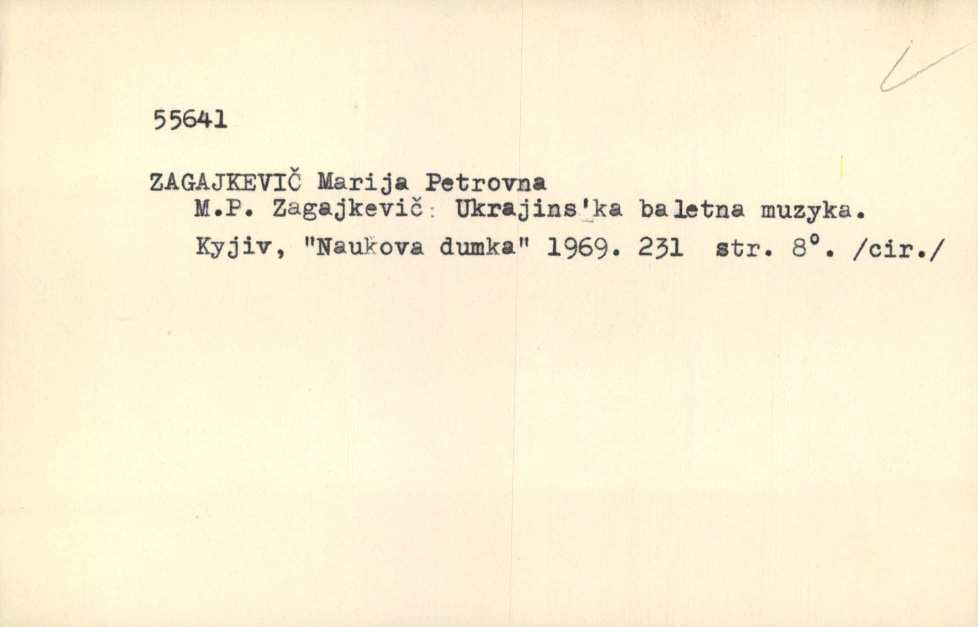 55641
ZAGAJKEVIČ Marija Petrovna
M.P. Zagajkevič: Ukrajins'ka baletna muzyka.
Kyjiv, "Naukova dumka" 1969. 231 str. 8°. /cir./